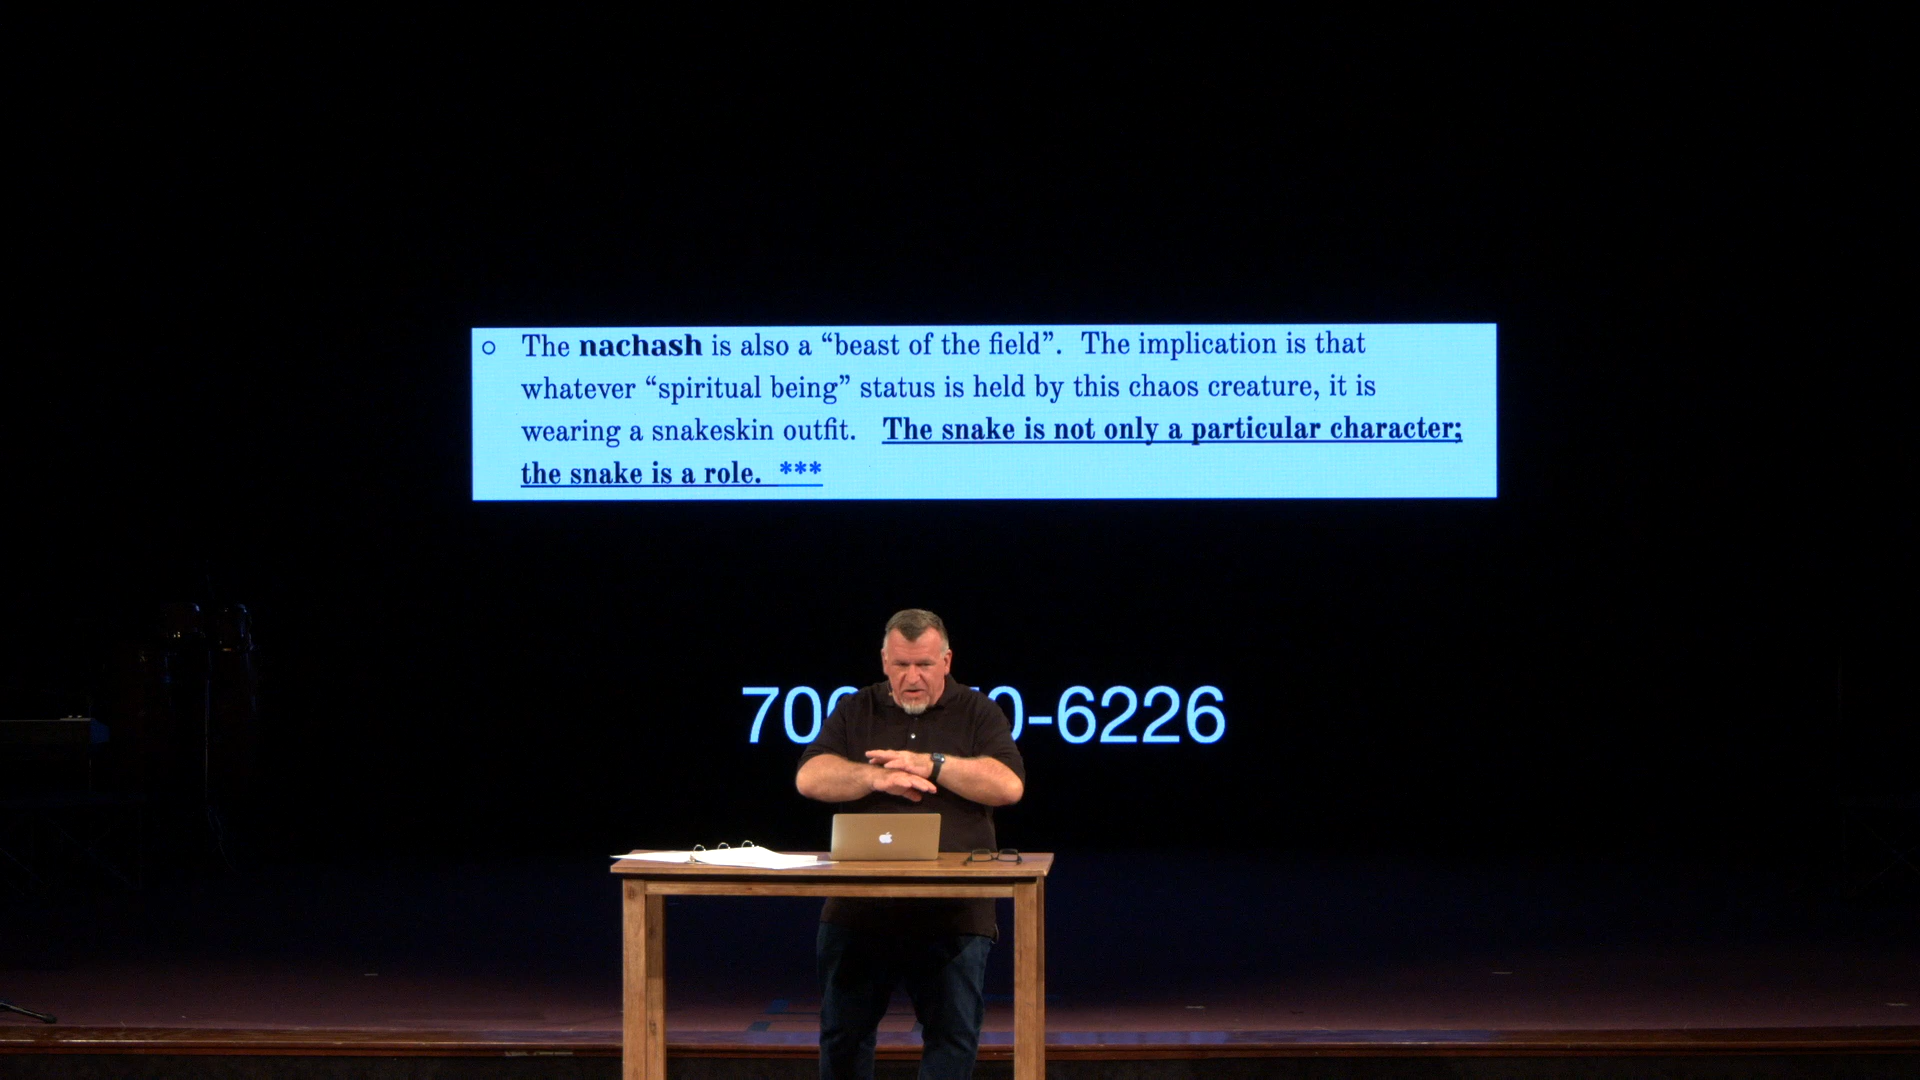 ○ The nachash is also a “beast of the field”. The implication is that
whatever “spiritual being” status is held by this chaos creature, it is
wearing a snakeskin outfit. The snake is not only a particular character;
the snake is a role. ***
70 0-6226